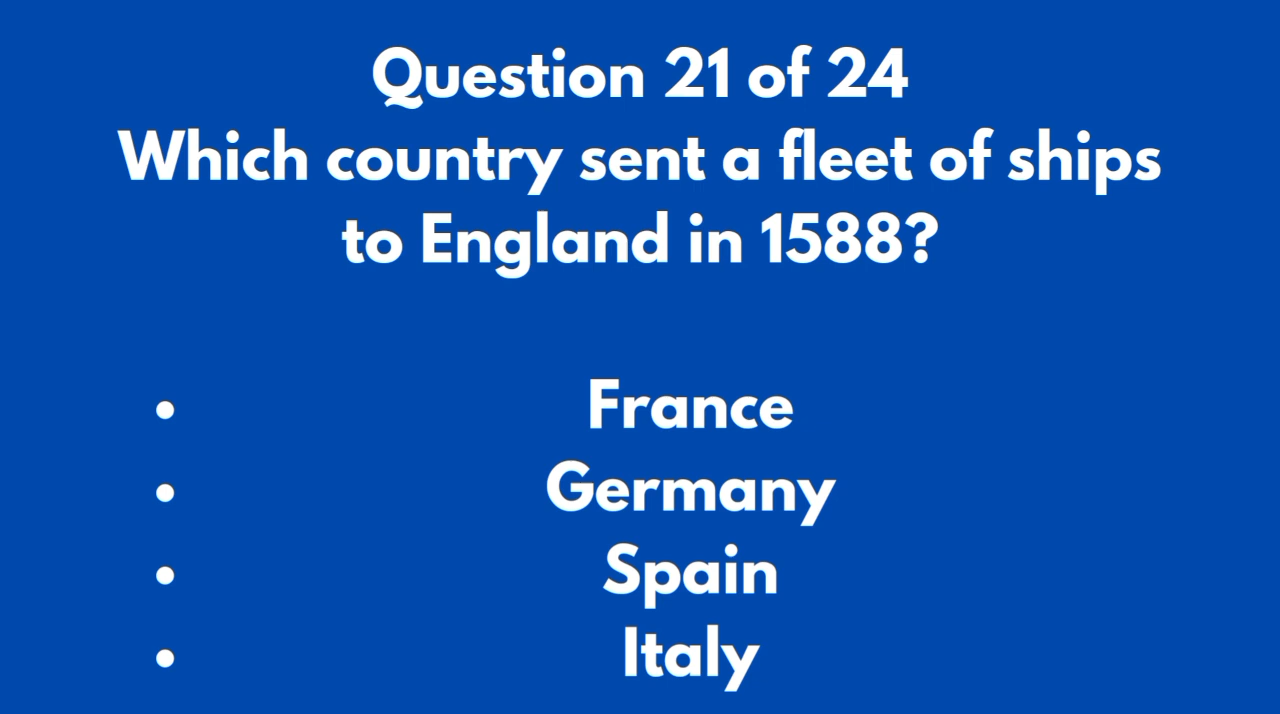 Question 21 of 24
Which country sent a fleet of ships
to England in 1588?
• France
• Germany
• Spain
• Italy